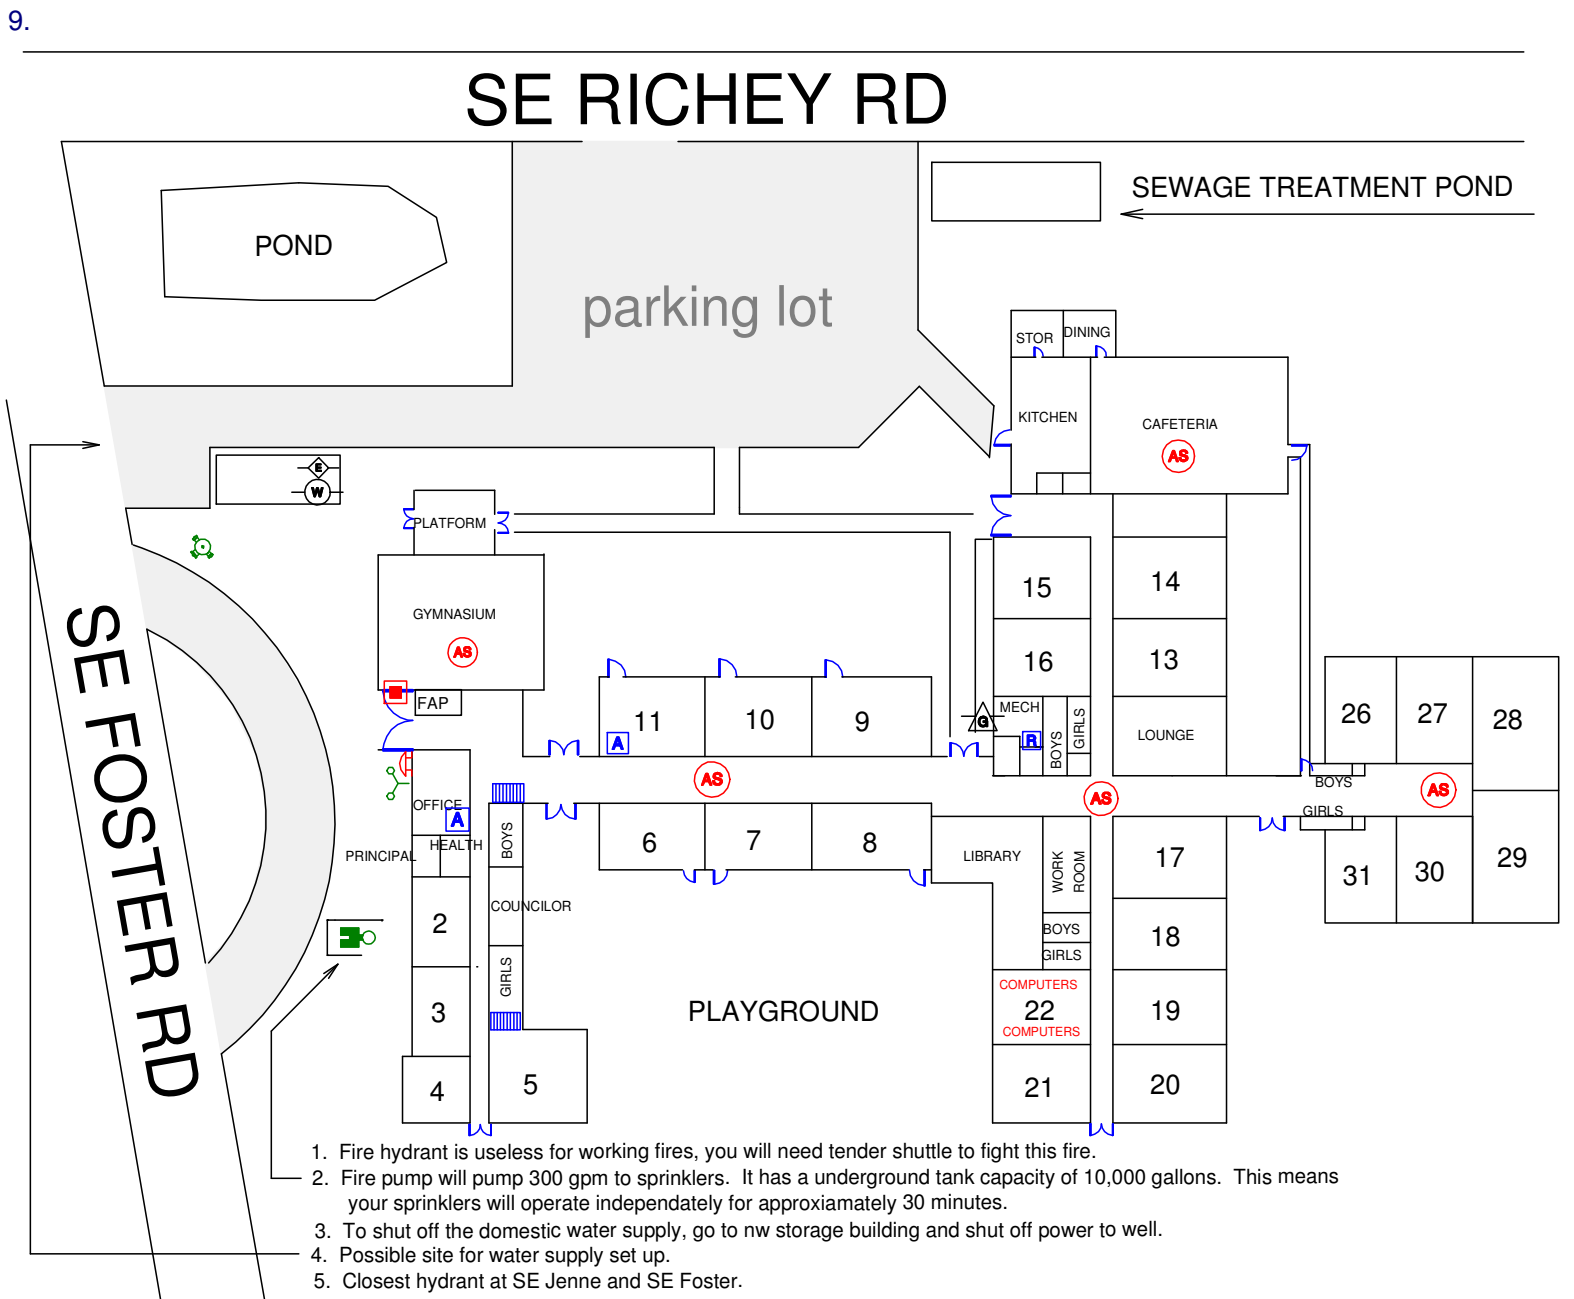 9.
SE RICHEY RD
SEWAGE TREATMENT POND
POND
parking lot
STOR
DINING
KITCHEN
CAFETERIA
AS
E
W
PLATFORM
GYMNASIUM
AS
FAP
15
14
16
13
MECH
BOYS
GIRLS
LOUNGE
G
R
11
10
9
A
26
27
28
SE FOSTER RD
AS
AS
AS
BOYS
GIRLS
OFFICE
A
HEALTH
PRINCIPAL
BOYS
6
7
8
LIBRARY
WORK
ROOM
17
31
30
29
COUNCILOR
2
BOYS
GIRLS
18
GIRLS
3
PLAYGROUND
COMPUTERS
22
COMPUTERS
19
4
5
21
20
1. Fire hydrant is useless for working fires, you will need tender shuttle to fight this fire.
2. Fire pump will pump 300 gpm to sprinklers. It has a underground tank capacity of 10,000 gallons. This means
your sprinklers will operate independately for approxiamately 30 minutes.
3. To shut off the domestic water supply, go to nw storage building and shut off power to well.
4. Possible site for water supply set up.
5. Closest hydrant at SE Jenne and SE Foster.